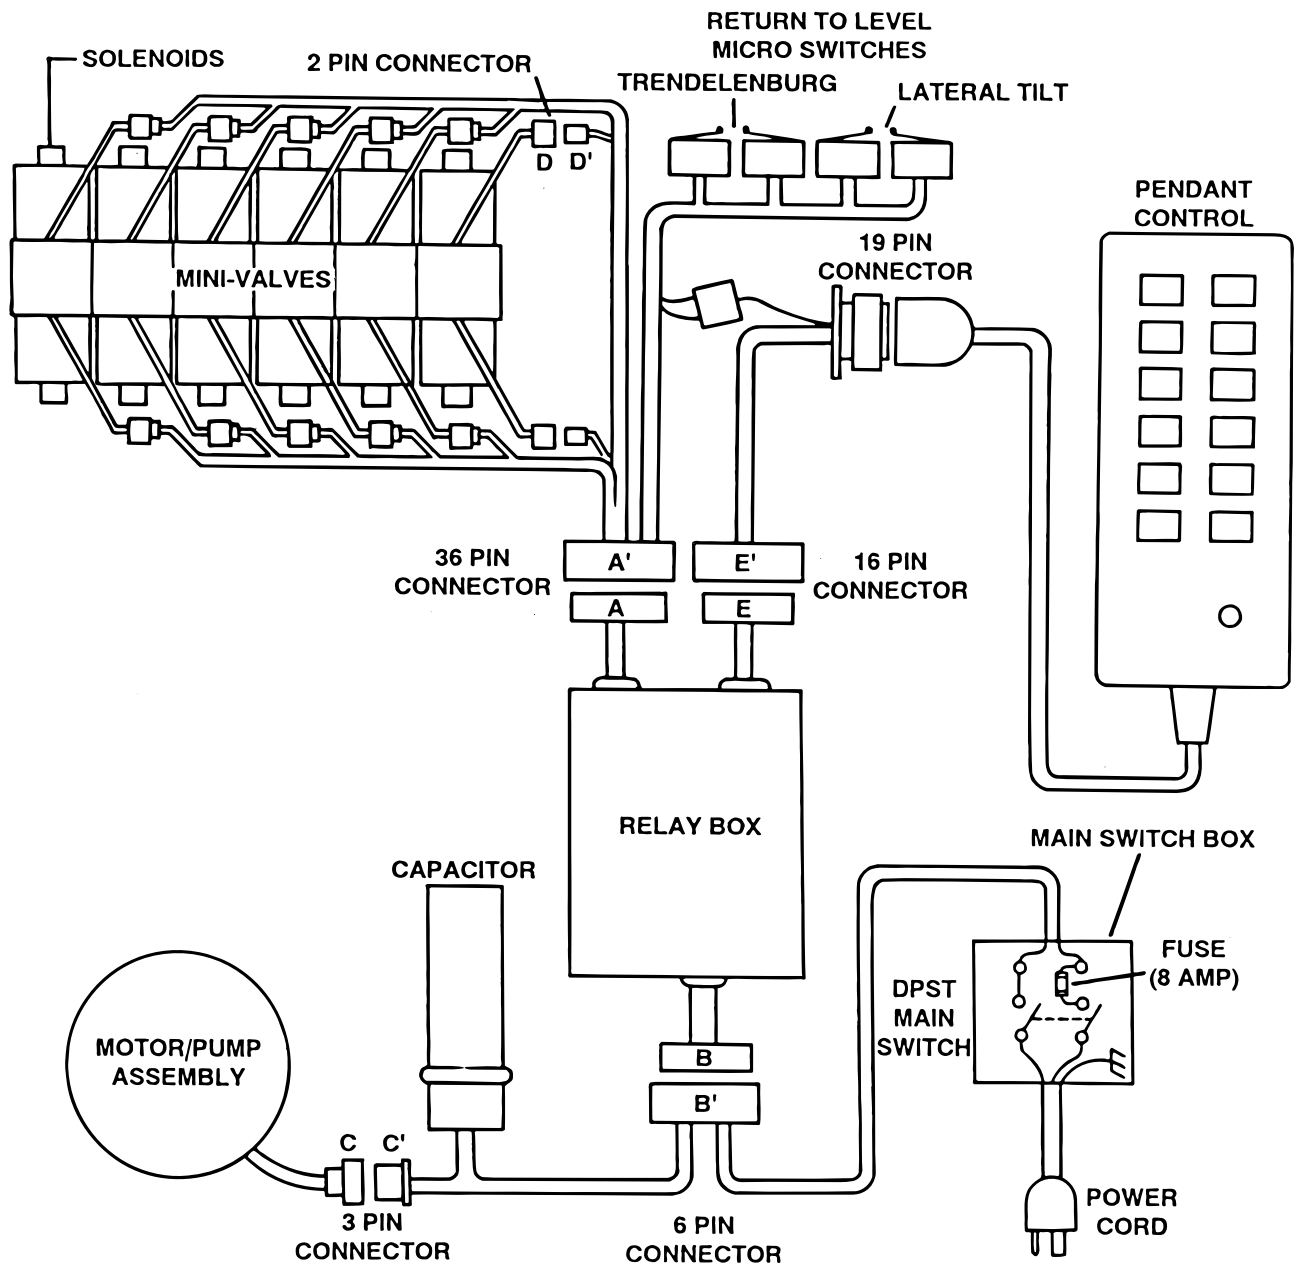 RETURN TO LEVEL
MICRO SWITCHES
SOLENOIDS
2 PIN CONNECTOR
TRENDELENBURG
LATERAL TILT
D D'
PENDANT
CONTROL
19 PIN
CONNECTOR
MINI-VALVES
36 PIN
CONNECTOR
A'
A
E'
E
16 PIN
CONNECTOR
RELAY BOX
MAIN SWITCH BOX
CAPACITOR
FUSE
(8 AMP)
DPST
MAIN
SWITCH
MOTOR/PUMP
ASSEMBLY
B
B'
C C'
3 PIN
CONNECTOR
6 PIN
CONNECTOR
POWER
CORD